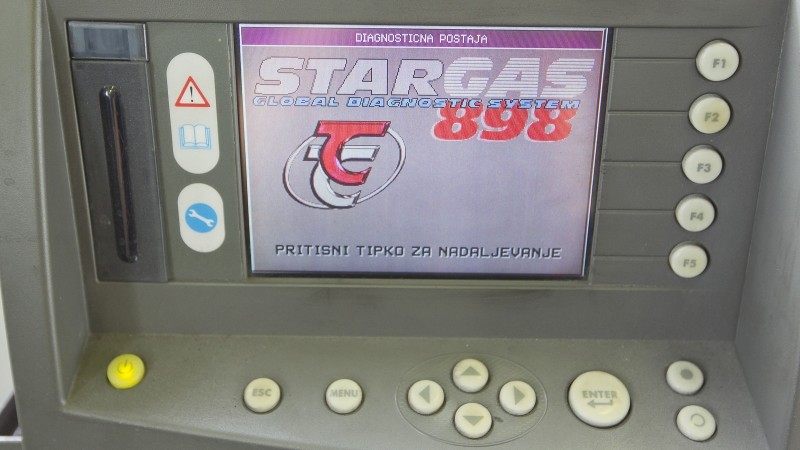 DIAGNOSTICNA POSTAJA
STARGAS
GLOBAL DIAGNOSTIC SYSTEM
898
TC
PRITISNI TIPKO ZA NADALJEVANJE
F1
F2
F3
F4
F5
ESC
MENU
ENTER